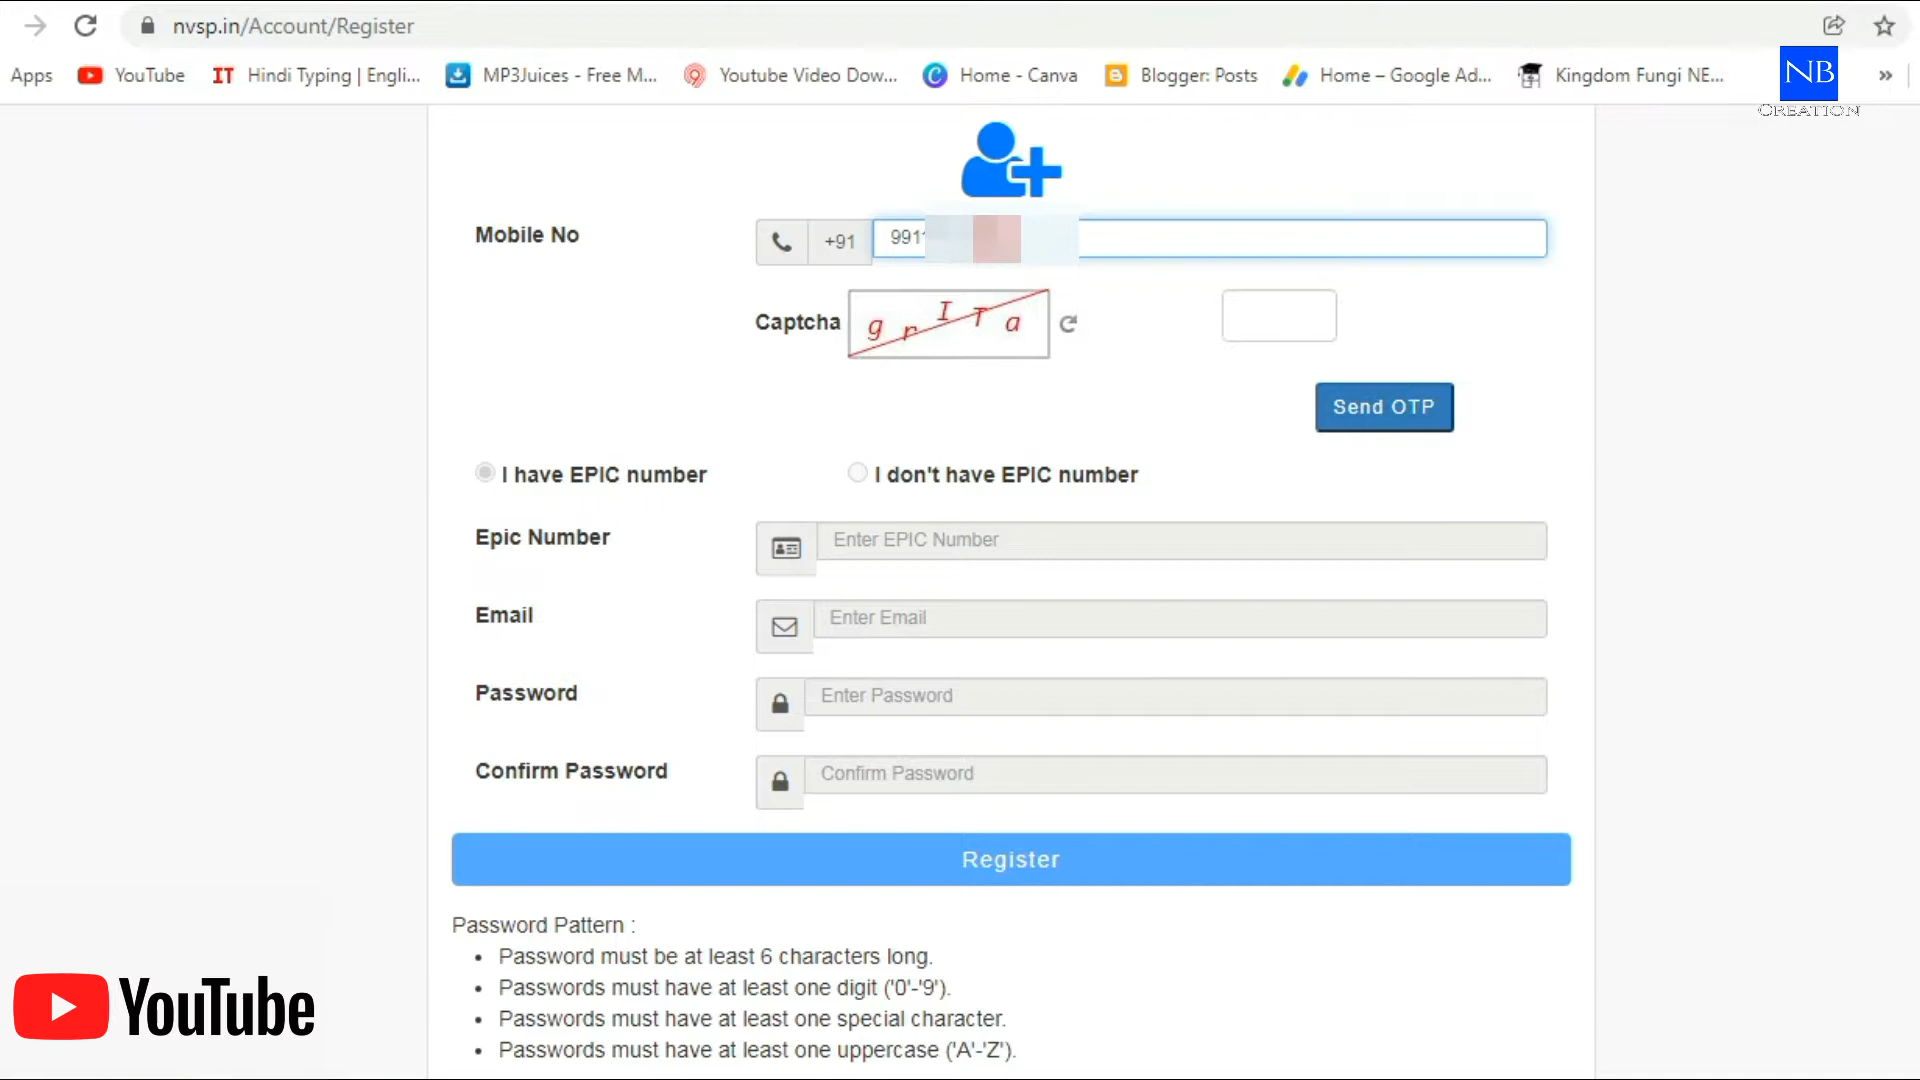 nvsp.in/Account/Register
Apps YouTube Hindi Typing | Engli... MP3Juices - Free M... Youtube Video Dow... Home - Canva Blogger: Posts Home – Google Ad... Kingdom Fungi NE... »
NB
CREATION
Mobile No +91 991
Captcha g r I T a
Send OTP
I have EPIC number I don't have EPIC number
Epic Number Enter EPIC Number
Email Enter Email
Password Enter Password
Confirm Password Confirm Password
Register
Password Pattern :
• Password must be at least 6 characters long.
• Passwords must have at least one digit ('0'-'9').
• Passwords must have at least one special character.
• Passwords must have at least one uppercase ('A'-'Z').
YouTube